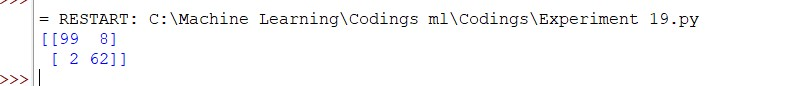 >>>
= RESTART: C:\Machine Learning\Codings ml\Codings\Experiment 19.py
[[99  8]
 [ 2 62]]
>>>